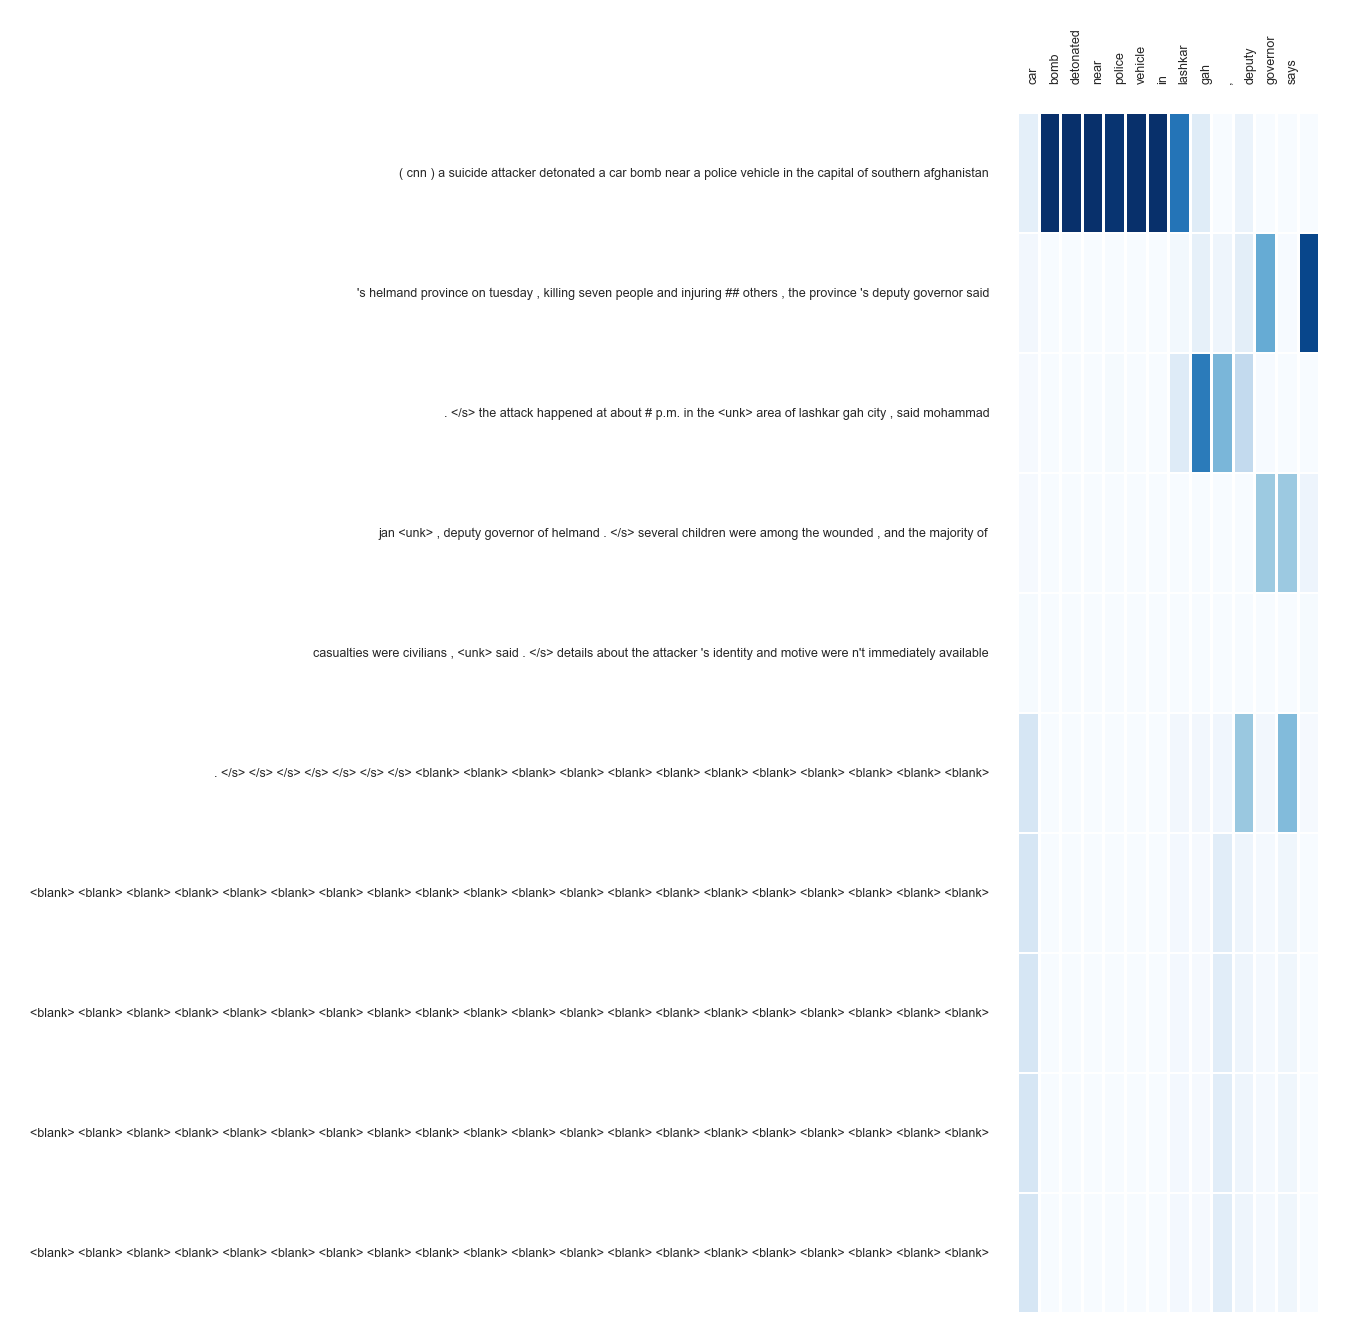 car
bomb
detonated
near
police
vehicle
in
lashkar
gah
,
deputy
governor
says
( cnn ) a suicide attacker detonated a car bomb near a police vehicle in the capital of southern afghanistan
's helmand province on tuesday , killing seven people and injuring ## others , the province 's deputy governor said
. </s> the attack happened at about # p.m. in the <unk> area of lashkar gah city , said mohammad
jan <unk> , deputy governor of helmand . </s> several children were among the wounded , and the majority of
casualties were civilians , <unk> said . </s> details about the attacker 's identity and motive were n't immediately available
. </s> </s> </s> </s> </s> </s> </s> <blank> <blank> <blank> <blank> <blank> <blank> <blank> <blank> <blank> <blank> <blank> <blank>
<blank> <blank> <blank> <blank> <blank> <blank> <blank> <blank> <blank> <blank> <blank> <blank> <blank> <blank> <blank> <blank> <blank> <blank> <blank> <blank>
<blank> <blank> <blank> <blank> <blank> <blank> <blank> <blank> <blank> <blank> <blank> <blank> <blank> <blank> <blank> <blank> <blank> <blank> <blank> <blank>
<blank> <blank> <blank> <blank> <blank> <blank> <blank> <blank> <blank> <blank> <blank> <blank> <blank> <blank> <blank> <blank> <blank> <blank> <blank> <blank>
<blank> <blank> <blank> <blank> <blank> <blank> <blank> <blank> <blank> <blank> <blank> <blank> <blank> <blank> <blank> <blank> <blank> <blank> <blank> <blank>